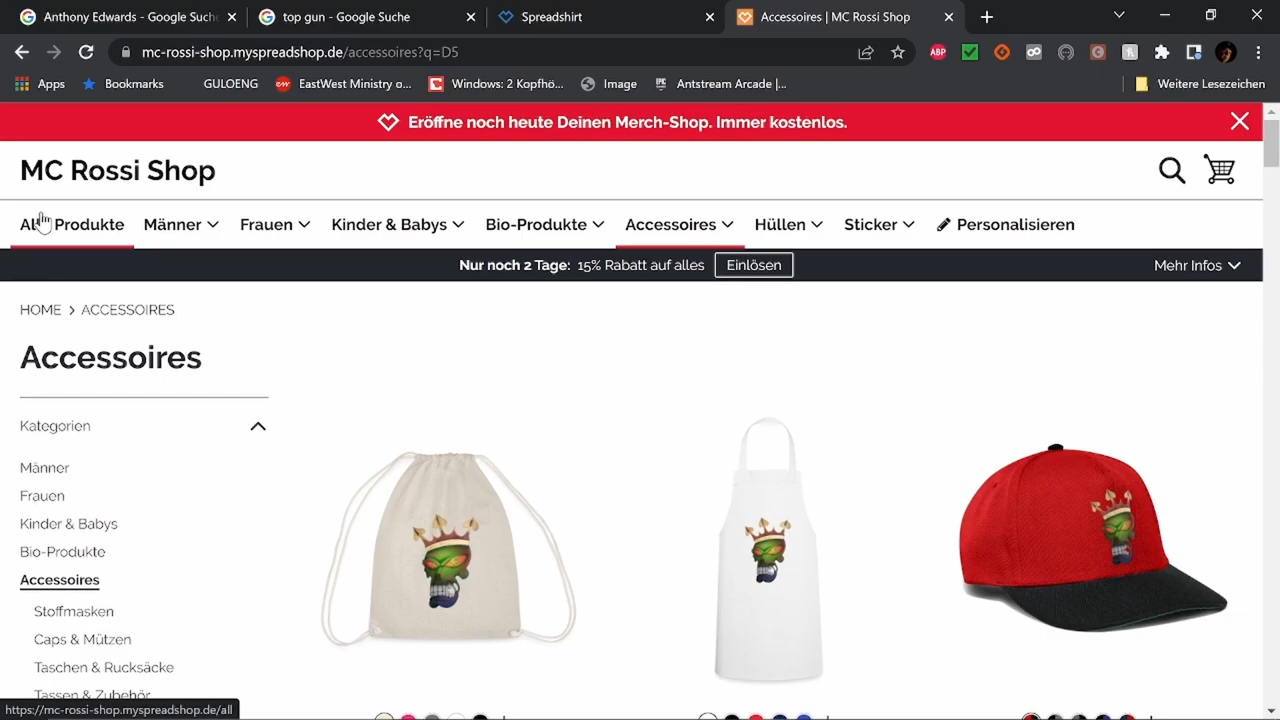 Anthony Edwards - Google Suche
top gun - Google Suche
Spreadshirt
Accessoires | MC Rossi Shop
mc-rossi-shop.myspreadshop.de/accessoires?q=D5
ABP
Apps
Bookmarks
GULOENG
EastWest Ministry o...
Windows: 2 Kopfhö...
Image
Antstream Arcade |...
Weitere Lesezeichen
Eröffne noch heute Deinen Merch-Shop. Immer kostenlos.
MC Rossi Shop
Alle Produkte
Männer
Frauen
Kinder & Babys
Bio-Produkte
Accessoires
Hüllen
Sticker
Personalisieren
Nur noch 2 Tage: 15% Rabatt auf alles
Einlösen
Mehr Infos
HOME > ACCESSOIRES
Accessoires
Kategorien
Männer
Frauen
Kinder & Babys
Bio-Produkte
Accessoires
Stoffmasken
Caps & Mützen
Taschen & Rucksäcke
Tassen & Zubehör
https://mc-rossi-shop.myspreadshop.de/all